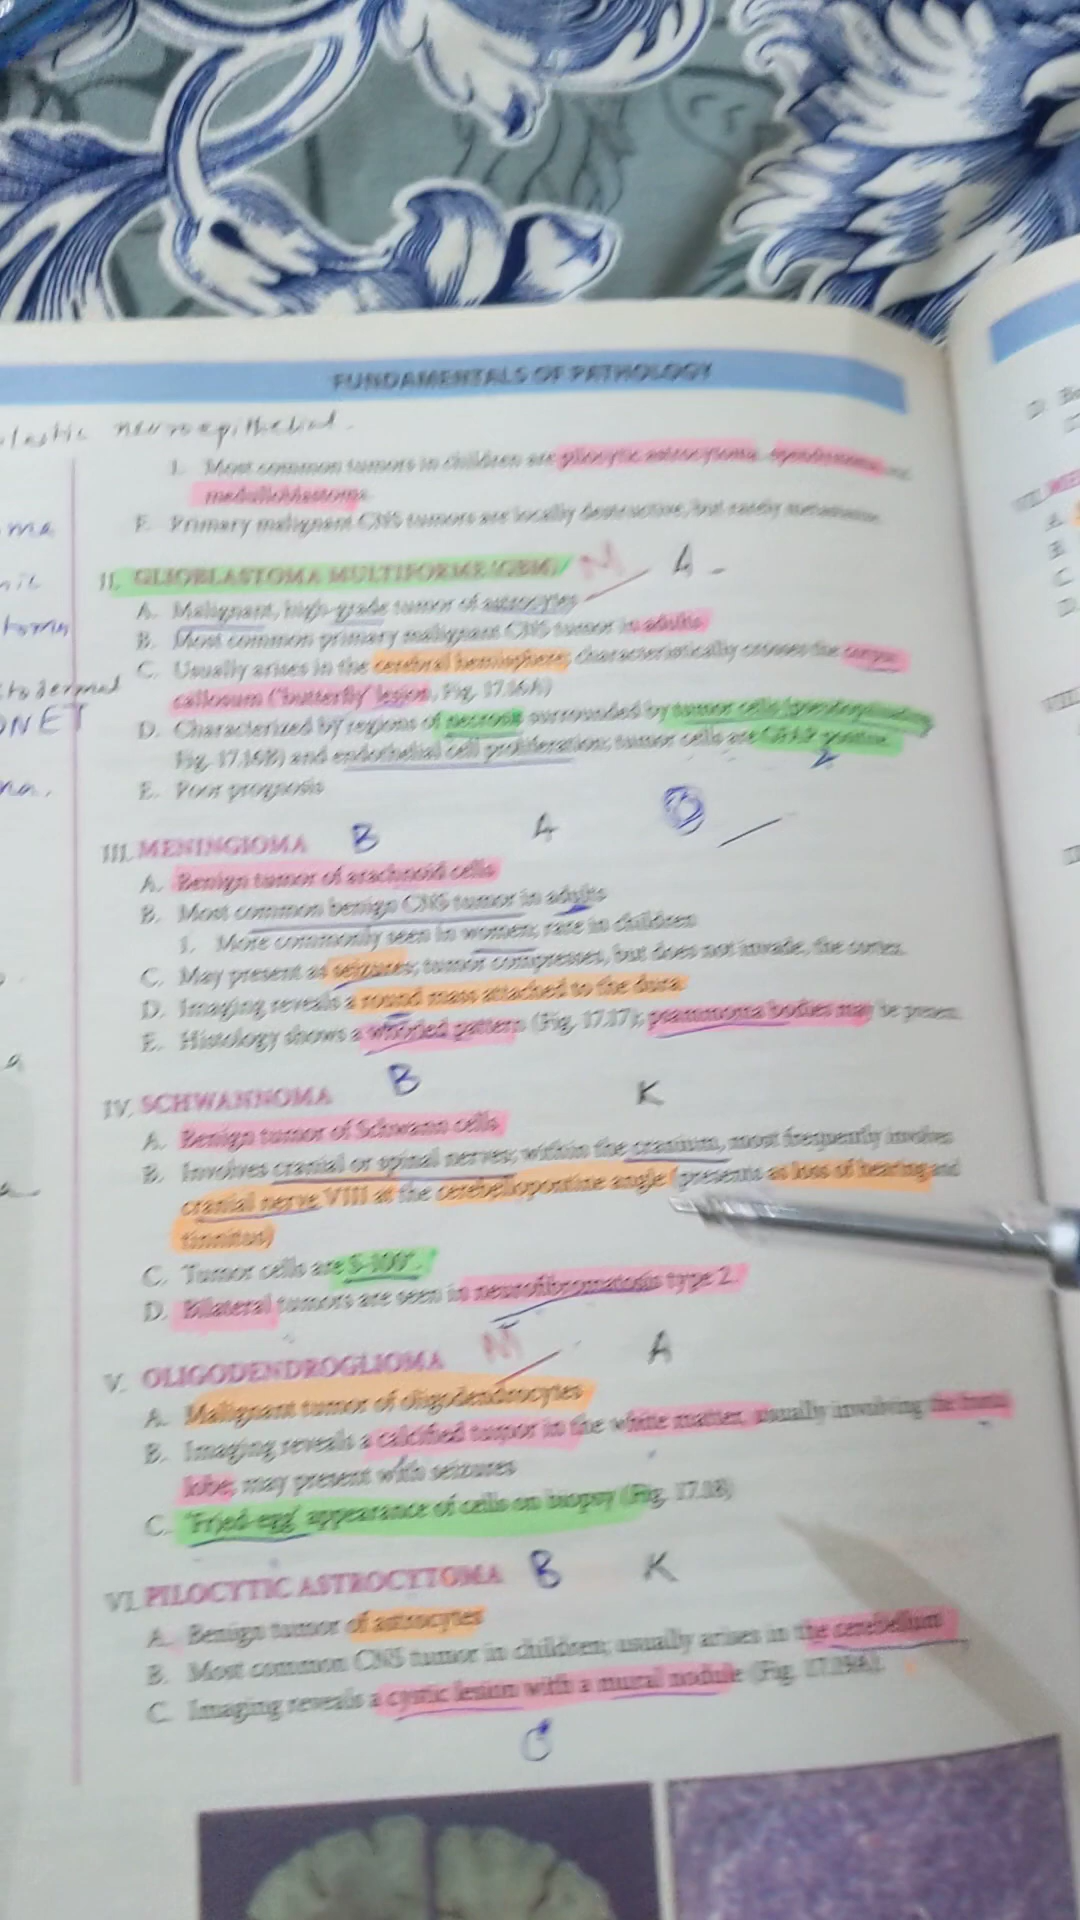 FUNDAMENTALS OF PATHOLOGY
plastic neuroepithelial.
1. Most common tumors in children are pilocytic astrocytoma, ependymoma, and
medulloblastoma.
F. Primary malignant CNS tumors are locally destructive, but rarely metastasize.
II. GLIOBLASTOMA MULTIFORME (GBM) M A
A. Malignant, high-grade tumor of astrocytes
B. Most common primary malignant CNS tumor in adults
C. Usually arises in the cerebral hemisphere; characteristically crosses the corpus
callosum ('butterfly' lesion, Fig. 17.16A)
D. Characterized by regions of necrosis surrounded by tumor cells (pseudopalisading,
Fig. 17.16B) and endothelial cell proliferation; tumor cells are GFAP positive.
E. Poor prognosis
III. MENINGIOMA B A
A. Benign tumor of arachnoid cells
B. Most common benign CNS tumor in adults
1. More commonly seen in women; rare in children
C. May present as seizures; tumor compresses, but does not invade, the cortex.
D. Imaging reveals a round mass attached to the dura.
E. Histology shows a whorled pattern (Fig. 17.17); psammoma bodies may be present.
IV. SCHWANNOMA B K
A. Benign tumor of Schwann cells
B. Involves cranial or spinal nerves; within the cranium, most frequently involves
cranial nerve VIII at the cerebellopontine angle (presents as loss of hearing and
tinnitus)
C. Tumor cells are S-100⁺.
D. Bilateral tumors are seen in neurofibromatosis type 2.
V. OLIGODENDROGLIOMA M A
A. Malignant tumor of oligodendrocytes
B. Imaging reveals a calcified tumor in the white matter, usually involving the frontal
lobe; may present with seizures
C. 'Fried-egg' appearance of cells on biopsy (Fig. 17.18)
VI. PILOCYTIC ASTROCYTOMA B K
A. Benign tumor of astrocytes
B. Most common CNS tumor in children; usually arises in the cerebellum
C. Imaging reveals a cystic lesion with a mural nodule (Fig. 17.19A).